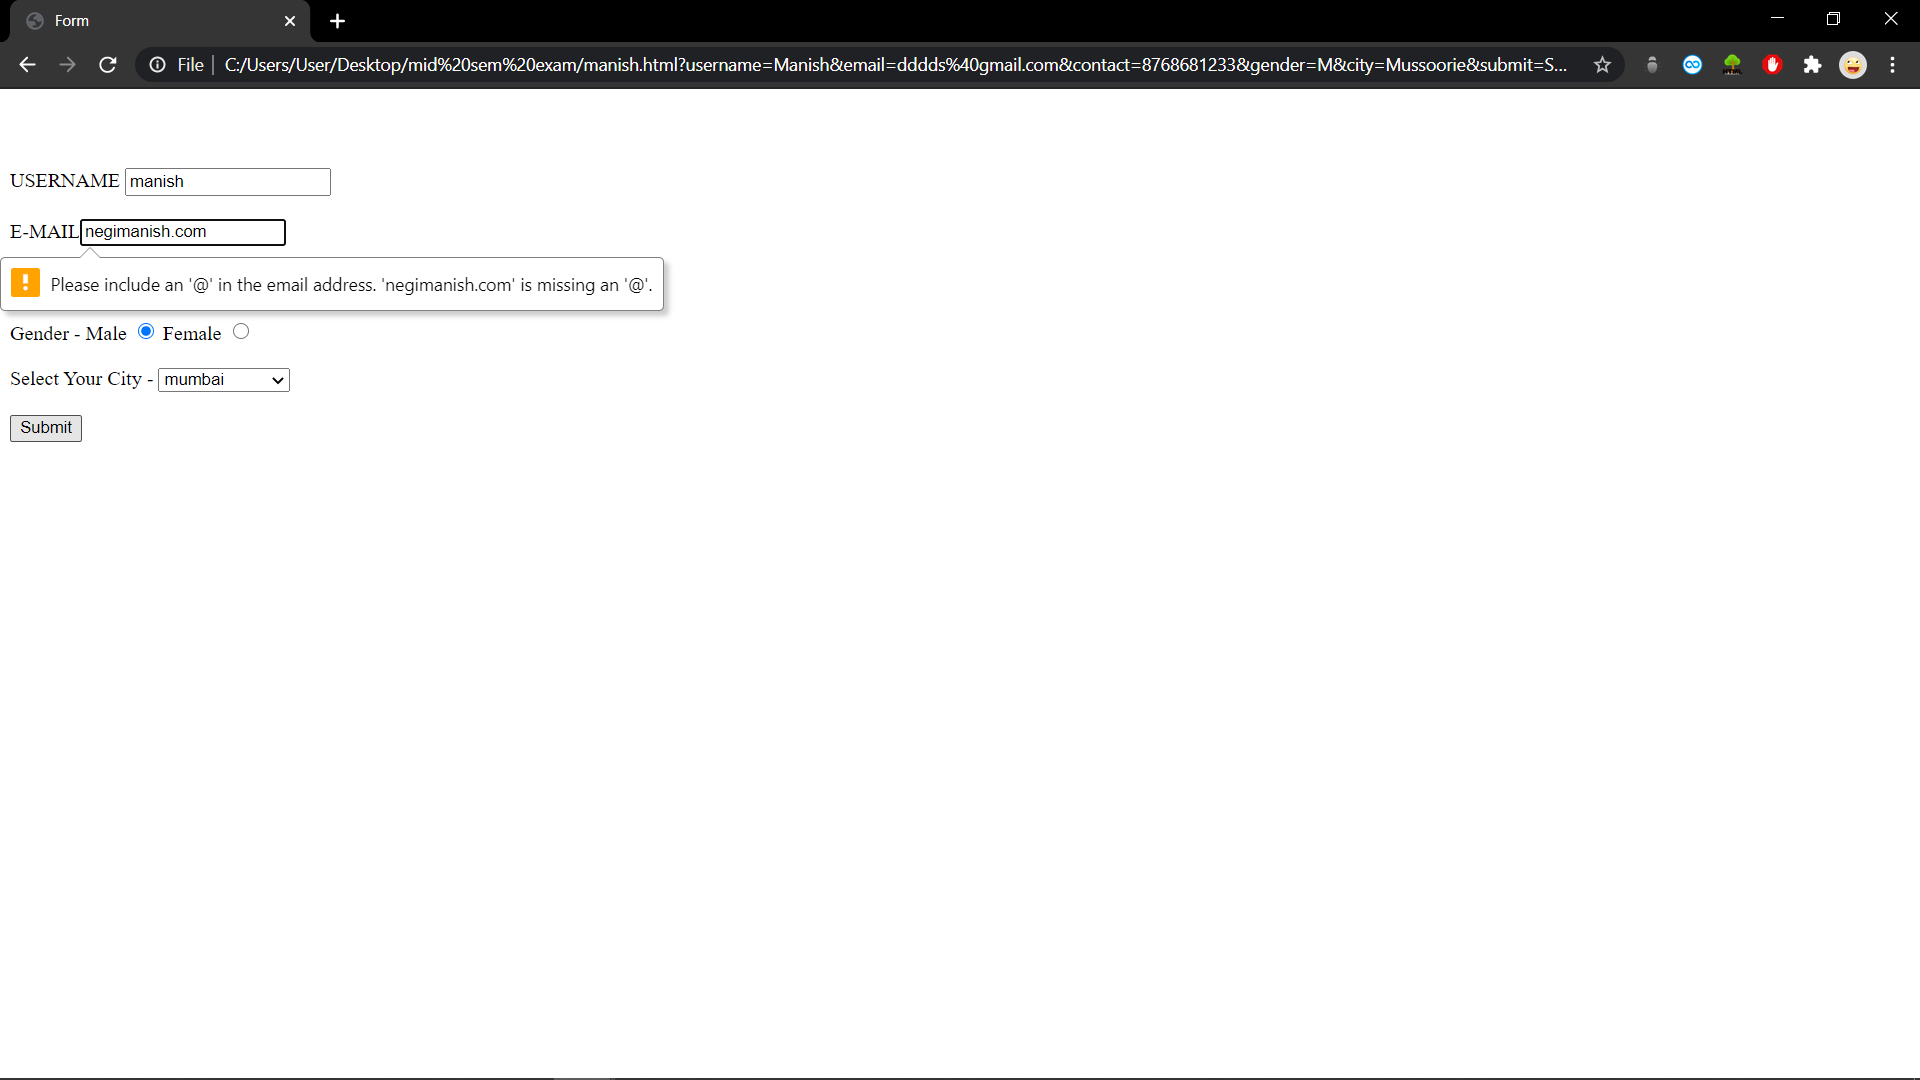 Form
File C:/Users/User/Desktop/mid%20sem%20exam/manish.html?username=Manish&email=dddds%40gmail.com&contact=8768681233&gender=M&city=Mussoorie&submit=S...
USERNAME manish
E-MAIL negimanish.com
Please include an '@' in the email address. 'negimanish.com' is missing an '@'.
Gender - Male Female
Select Your City - mumbai
Submit